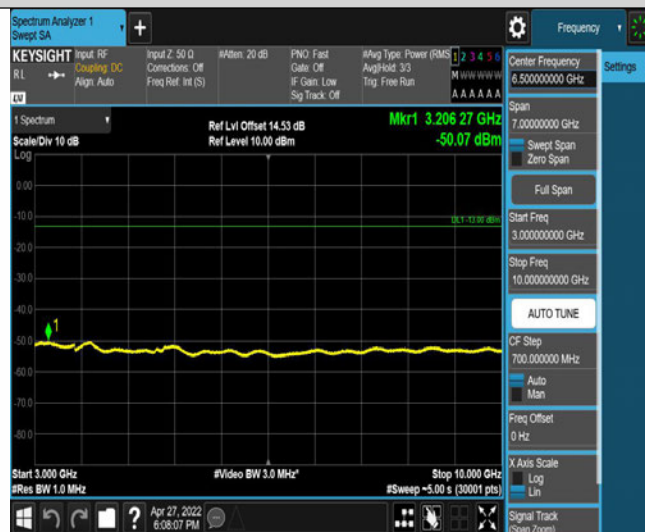 Spectrum Analyzer 1
Swept SA
Frequency
KEYSIGHT
Input: RF
Input Z: 50 Ω
#Atten: 20 dB
PNO: Fast
#Avg Type: Power (RMS
1 2 3 4 5 6
RL
Coupling: DC
Corrections: Off
Gate: Off
Avg|Hold: 3/3
M W W W W W
Align: Auto
Freq Ref: Int (S)
IF Gain: Low
Trig: Free Run
Sig Track: Off
A A A A A A
LXI
1 Spectrum
Ref Lvl Offset 14.53 dB
Mkr1 3.206 27 GHz
Scale/Div 10 dB
Ref Level 10.00 dBm
-50.07 dBm
Log
0.00
-10.0
DL1 -13.00 dBm
-20.0
-30.0
-40.0
1
-50.0
-60.0
-70.0
-80.0
Start 3.000 GHz
#Video BW 3.0 MHz*
Stop 10.000 GHz
#Res BW 1.0 MHz
#Sweep ~5.00 s (30001 pts)
Apr 27, 2022
6:08:07 PM
?
Center Frequency
6.500000000 GHz
Settings
Span
7.00000000 GHz
Swept Span
Zero Span
Full Span
Start Freq
3.000000000 GHz
Stop Freq
10.000000000 GHz
AUTO TUNE
CF Step
700.000000 MHz
Auto
Man
Freq Offset
0 Hz
X Axis Scale
Log
Lin
Signal Track
(Span Zoom)